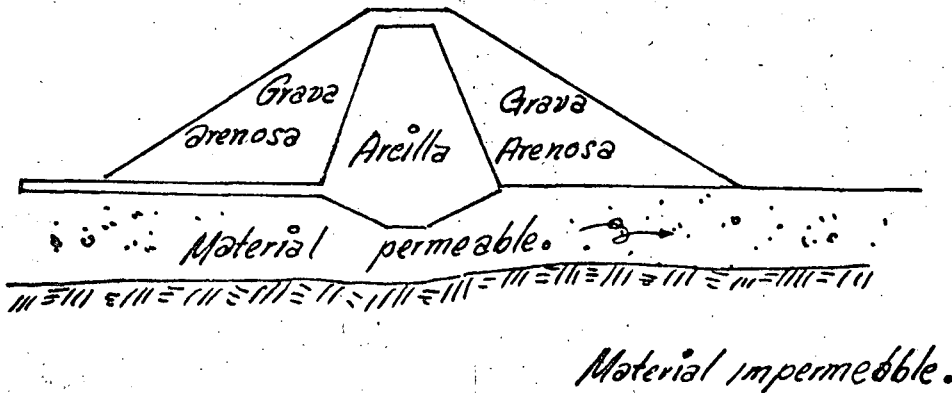 Grava
arenosa
Arcilla
Grava
Arenosa
Material permeable.
Material impermeable.